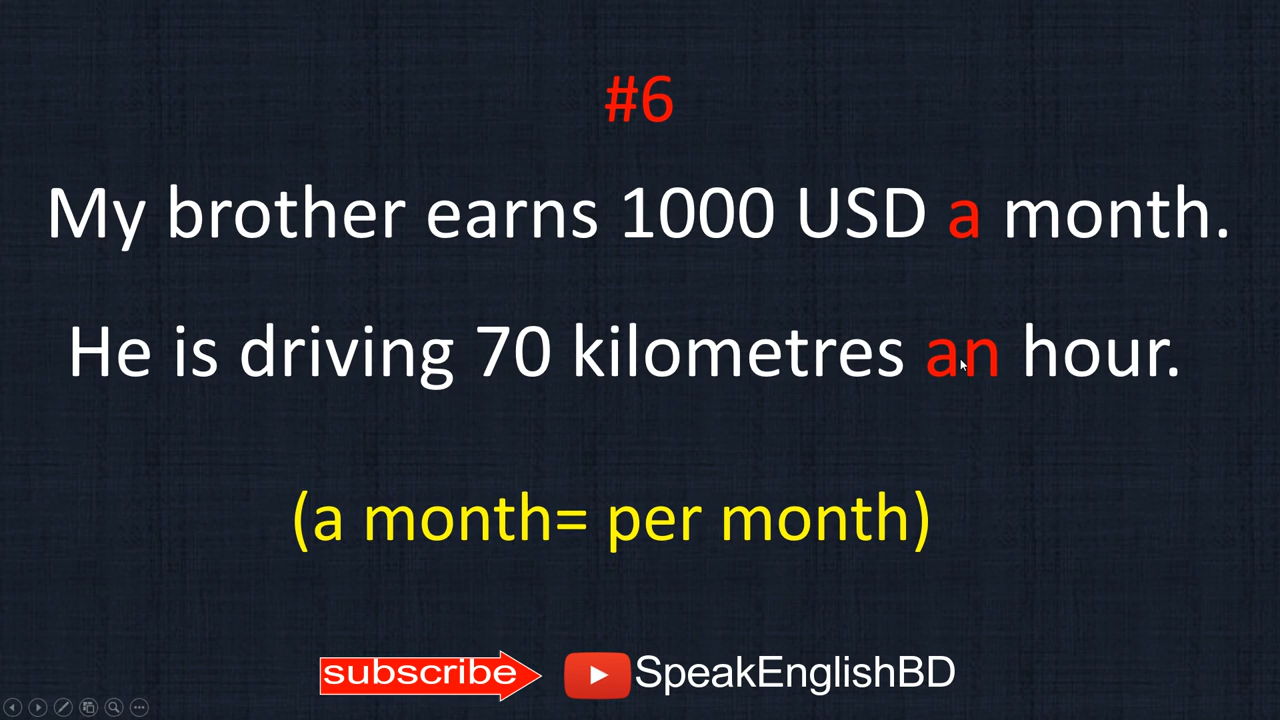 #6
My brother earns 1000 USD a month.
He is driving 70 kilometres an hour.
(a month= per month)
subscribe SpeakEnglishBD